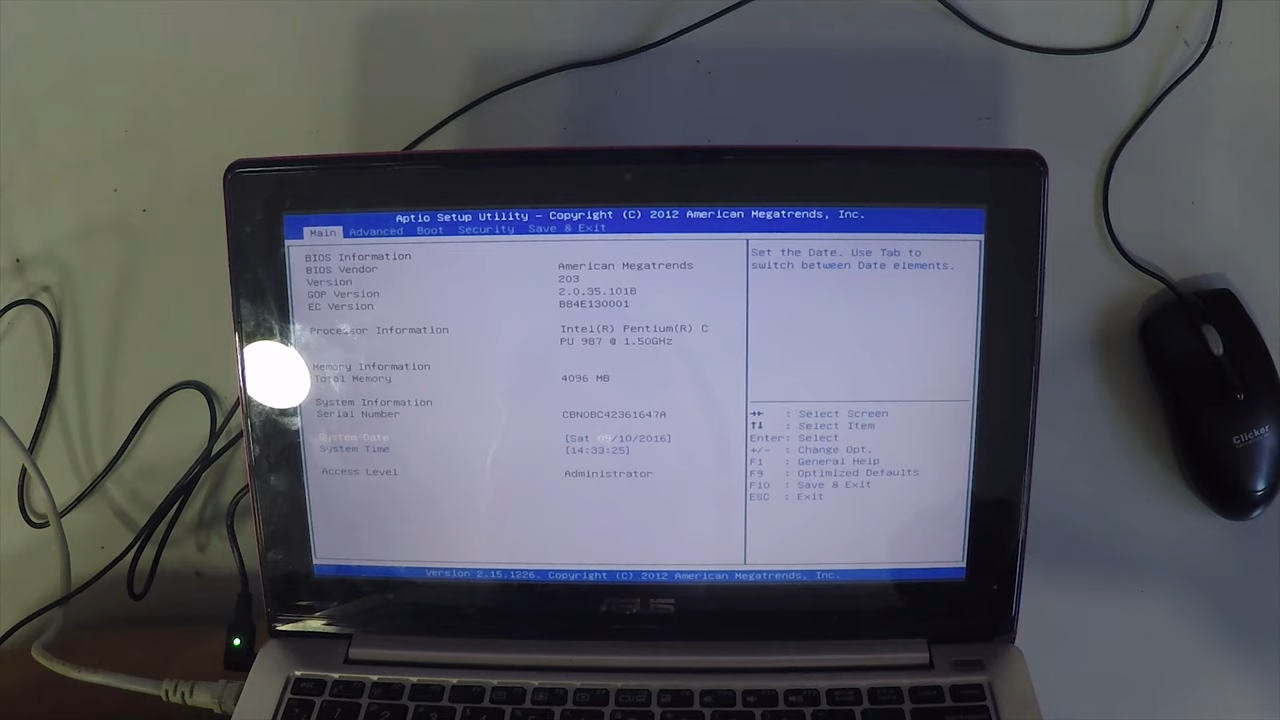 Aptio Setup Utility - Copyright (C) 2012 American Megatrends, Inc.
Main Advanced Boot Security Save & Exit
BIOS Information
BIOS Vendor American Megatrends
Version 203
GOP Version 2.0.35.1018
EC Version B84E130001
Processor Information Intel(R) Pentium(R) C
PU 987 @ 1.50GHz
Memory Information
Total Memory 4096 MB
System Information
Serial Number CBN0BC42361647A
System Date [Sat 09/10/2016]
System Time [14:33:25]
Access Level Administrator
Set the Date. Use Tab to
switch between Date elements.
→← : Select Screen
↑↓ : Select Item
Enter: Select
+/- : Change Opt.
F1 : General Help
F9 : Optimized Defaults
F10 : Save & Exit
ESC : Exit
Version 2.15.1226. Copyright (C) 2012 American Megatrends, Inc.
ASUS
Clicker